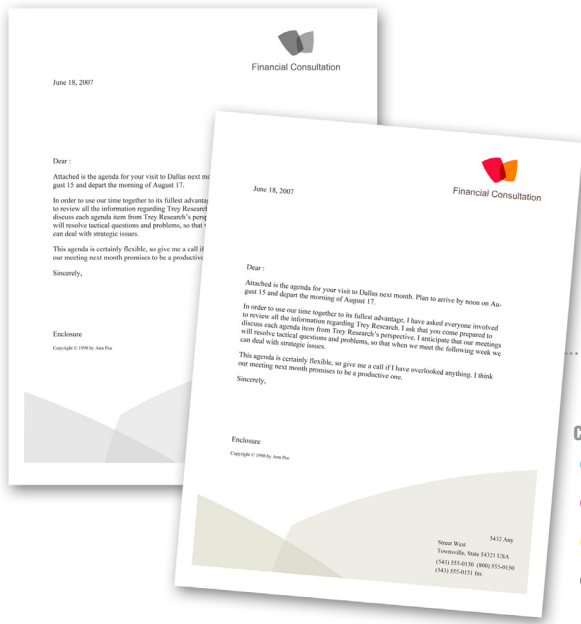 Financial Consultation
June 18, 2007
Dear :
Attached is the agenda for your visit to Dallas next
gust 15 and depart the morning of August 17.
In order to use our time together to its fullest
to review all the information regarding Trey Research
discuss each agenda item from Trey Research's
will resolve tactical questions and problems, so that
can deal with strategic issues.
This agenda is certainly flexible, so give me a call if
our meeting next month promises to be a productive
Sincerely,
Enclosure
Copyright © 1998 by Ann Poe
Financial Consultation
June 18, 2007
Dear :
Attached is the agenda for your visit to Dallas next month. Plan to arrive by noon on Au-
gust 15 and depart the morning of August 17.
In order to use our time together to its fullest advantage, I have asked everyone involved
to review all the information regarding Trey Research. I ask that you come prepared to
discuss each agenda item from Trey Research's perspective. I anticipate that our meetings
will resolve tactical questions and problems, so that when we meet the following week we
can deal with strategic issues.
This agenda is certainly flexible, so give me a call if I have overlooked anything. I think
our meeting next month promises to be a productive one.
Sincerely,
Enclosure
Copyright © 1998 by Ann Poe
5432 Any
Street West
Townsville, State 54321 USA
(543) 555-0150 (800) 555-0150
(543) 555-0151 fax
C